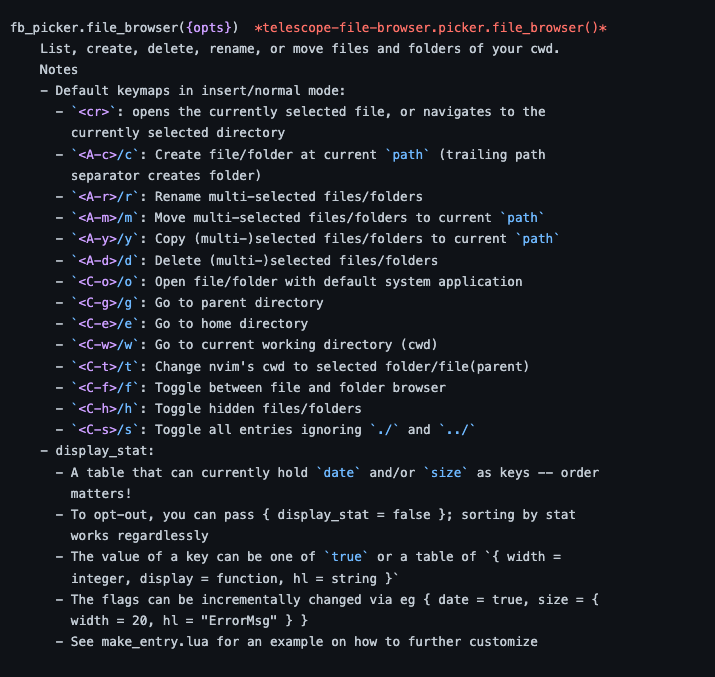 fb_picker.file_browser({opts})  *telescope-file-browser.picker.file_browser()*
List, create, delete, rename, or move files and folders of your cwd.
Notes
- Default keymaps in insert/normal mode:
- `<cr>`: opens the currently selected file, or navigates to the
currently selected directory
- `<A-c>/c`: Create file/folder at current `path` (trailing path
separator creates folder)
- `<A-r>/r`: Rename multi-selected files/folders
- `<A-m>/m`: Move multi-selected files/folders to current `path`
- `<A-y>/y`: Copy (multi-)selected files/folders to current `path`
- `<A-d>/d`: Delete (multi-)selected files/folders
- `<C-o>/o`: Open file/folder with default system application
- `<C-g>/g`: Go to parent directory
- `<C-e>/e`: Go to home directory
- `<C-w>/w`: Go to current working directory (cwd)
- `<C-t>/t`: Change nvim's cwd to selected folder/file(parent)
- `<C-f>/f`: Toggle between file and folder browser
- `<C-h>/h`: Toggle hidden files/folders
- `<C-s>/s`: Toggle all entries ignoring `./` and `../`
- display_stat:
- A table that can currently hold `date` and/or `size` as keys -- order
matters!
- To opt-out, you can pass { display_stat = false }; sorting by stat
works regardlessly
- The value of a key can be one of `true` or a table of `{ width =
integer, display = function, hl = string }`
- The flags can be incrementally changed via eg { date = true, size = {
width = 20, hl = "ErrorMsg" } }
- See make_entry.lua for an example on how to further customize